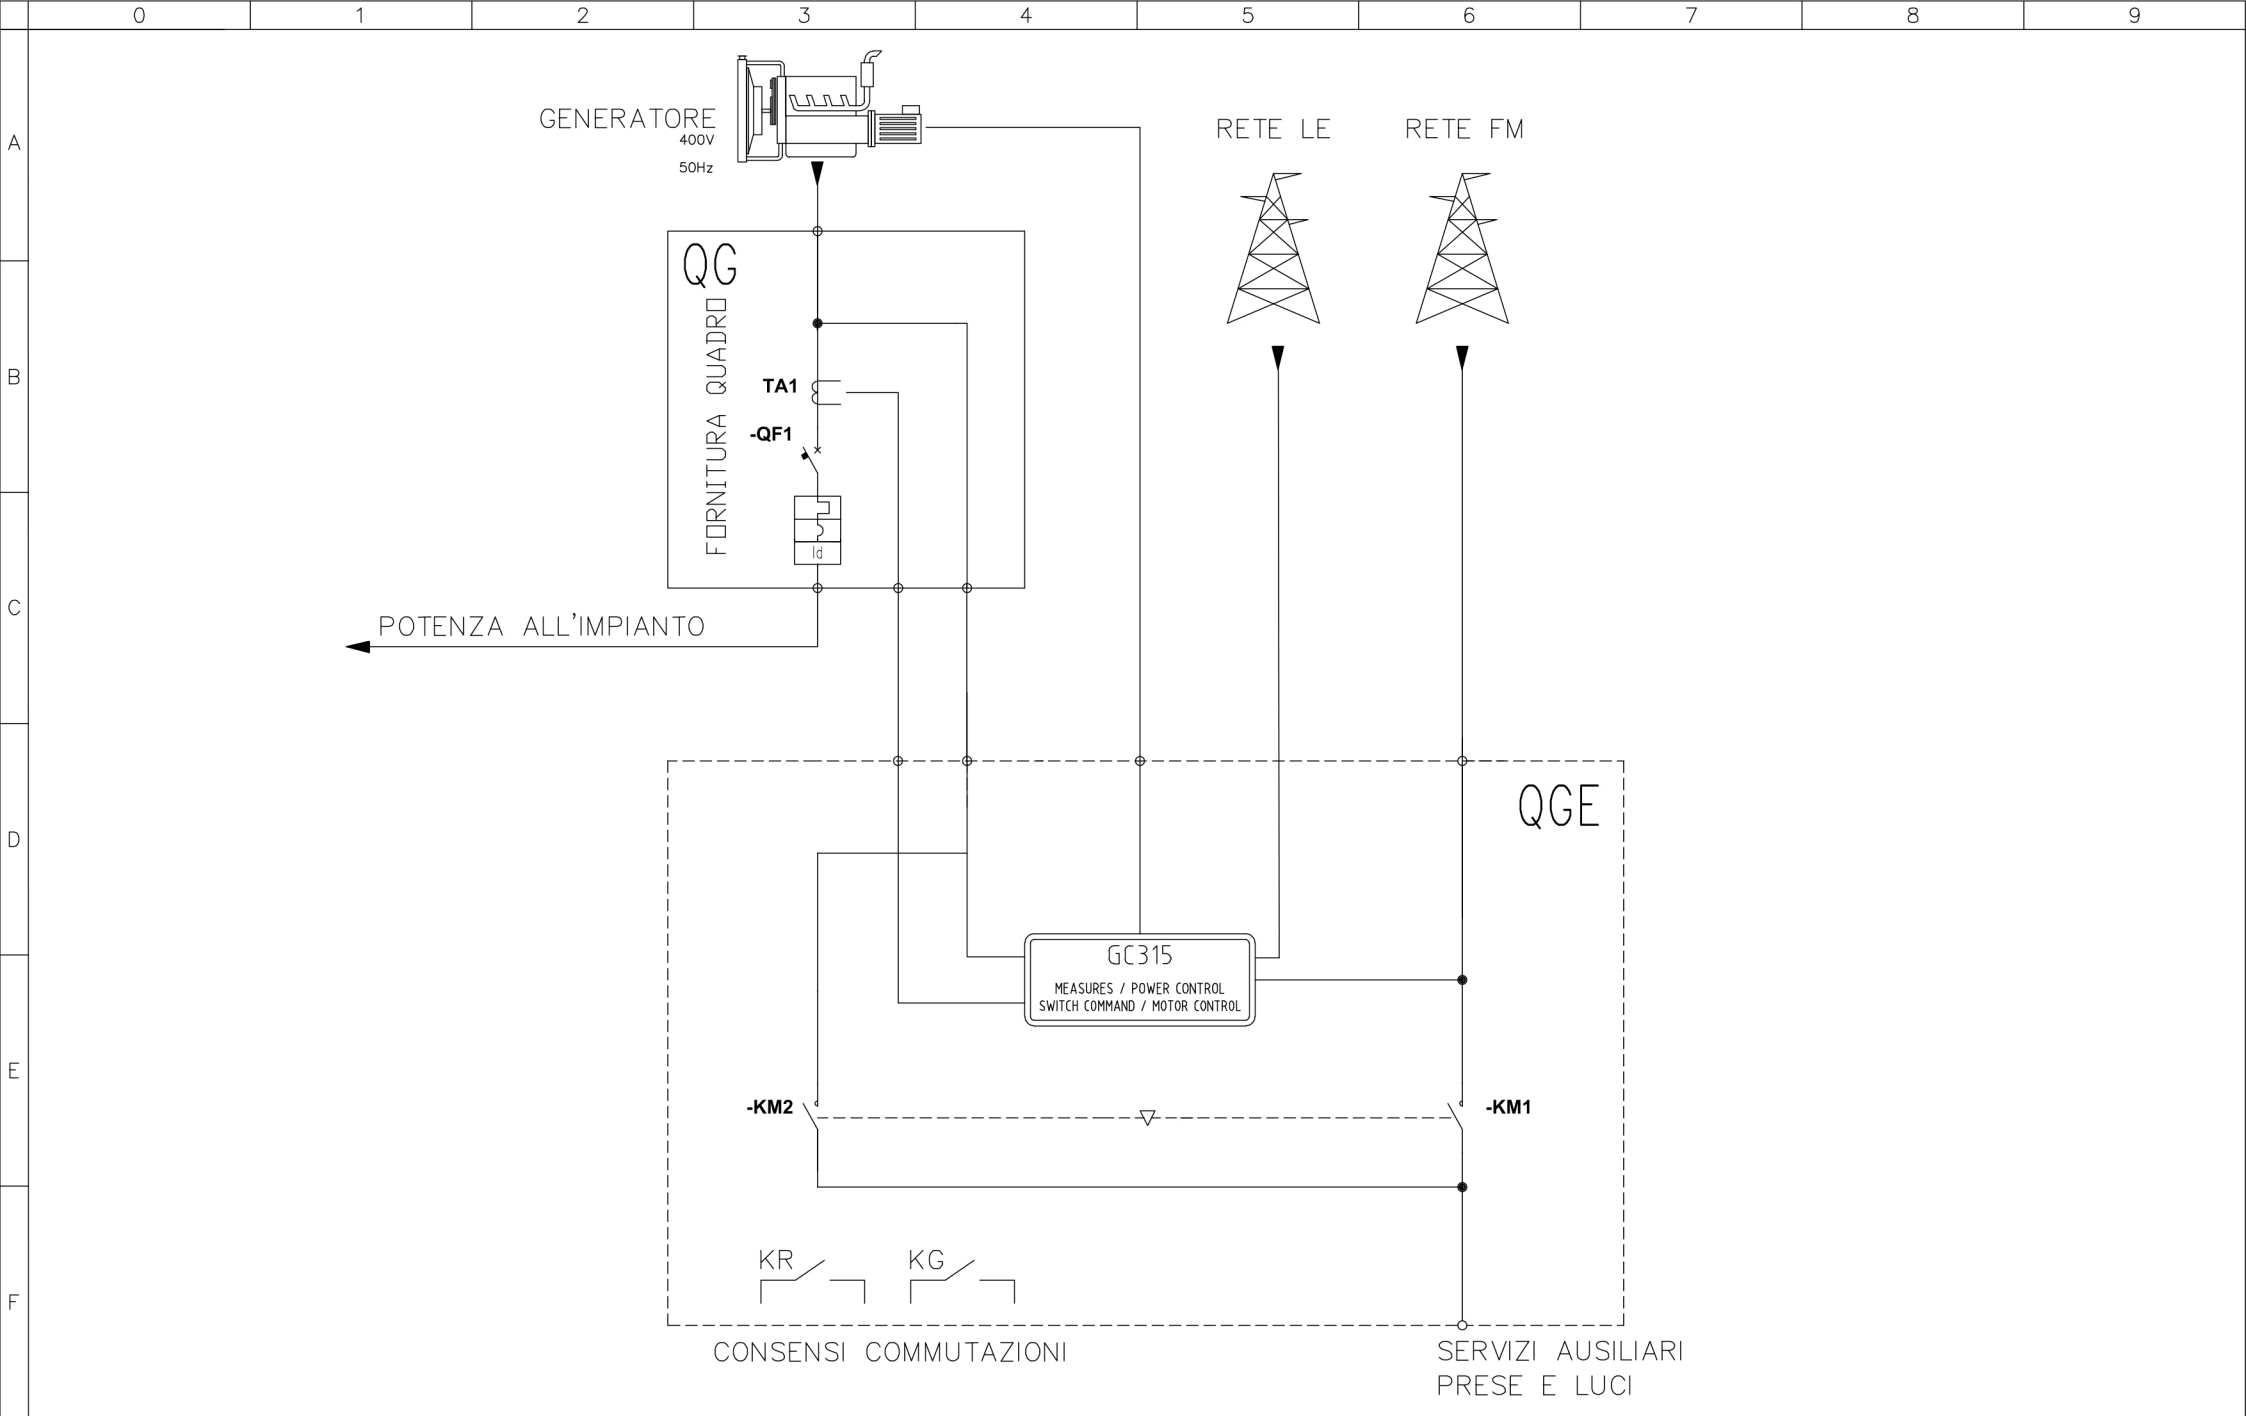 0 1 2 3 4 5 6 7 8 9
A
GENERATORE
400V
50Hz
RETE LE
RETE FM
QG
FORNITURA QUADRO
B
TA1
-QF1
Id
C
POTENZA ALL'IMPIANTO
QGE
D
GC315
MEASURES / POWER CONTROL
SWITCH COMMAND / MOTOR CONTROL
E
-KM2
-KM1
KR
KG
F
CONSENSI COMMUTAZIONI
SERVIZI AUSILIARI
PRESE E LUCI